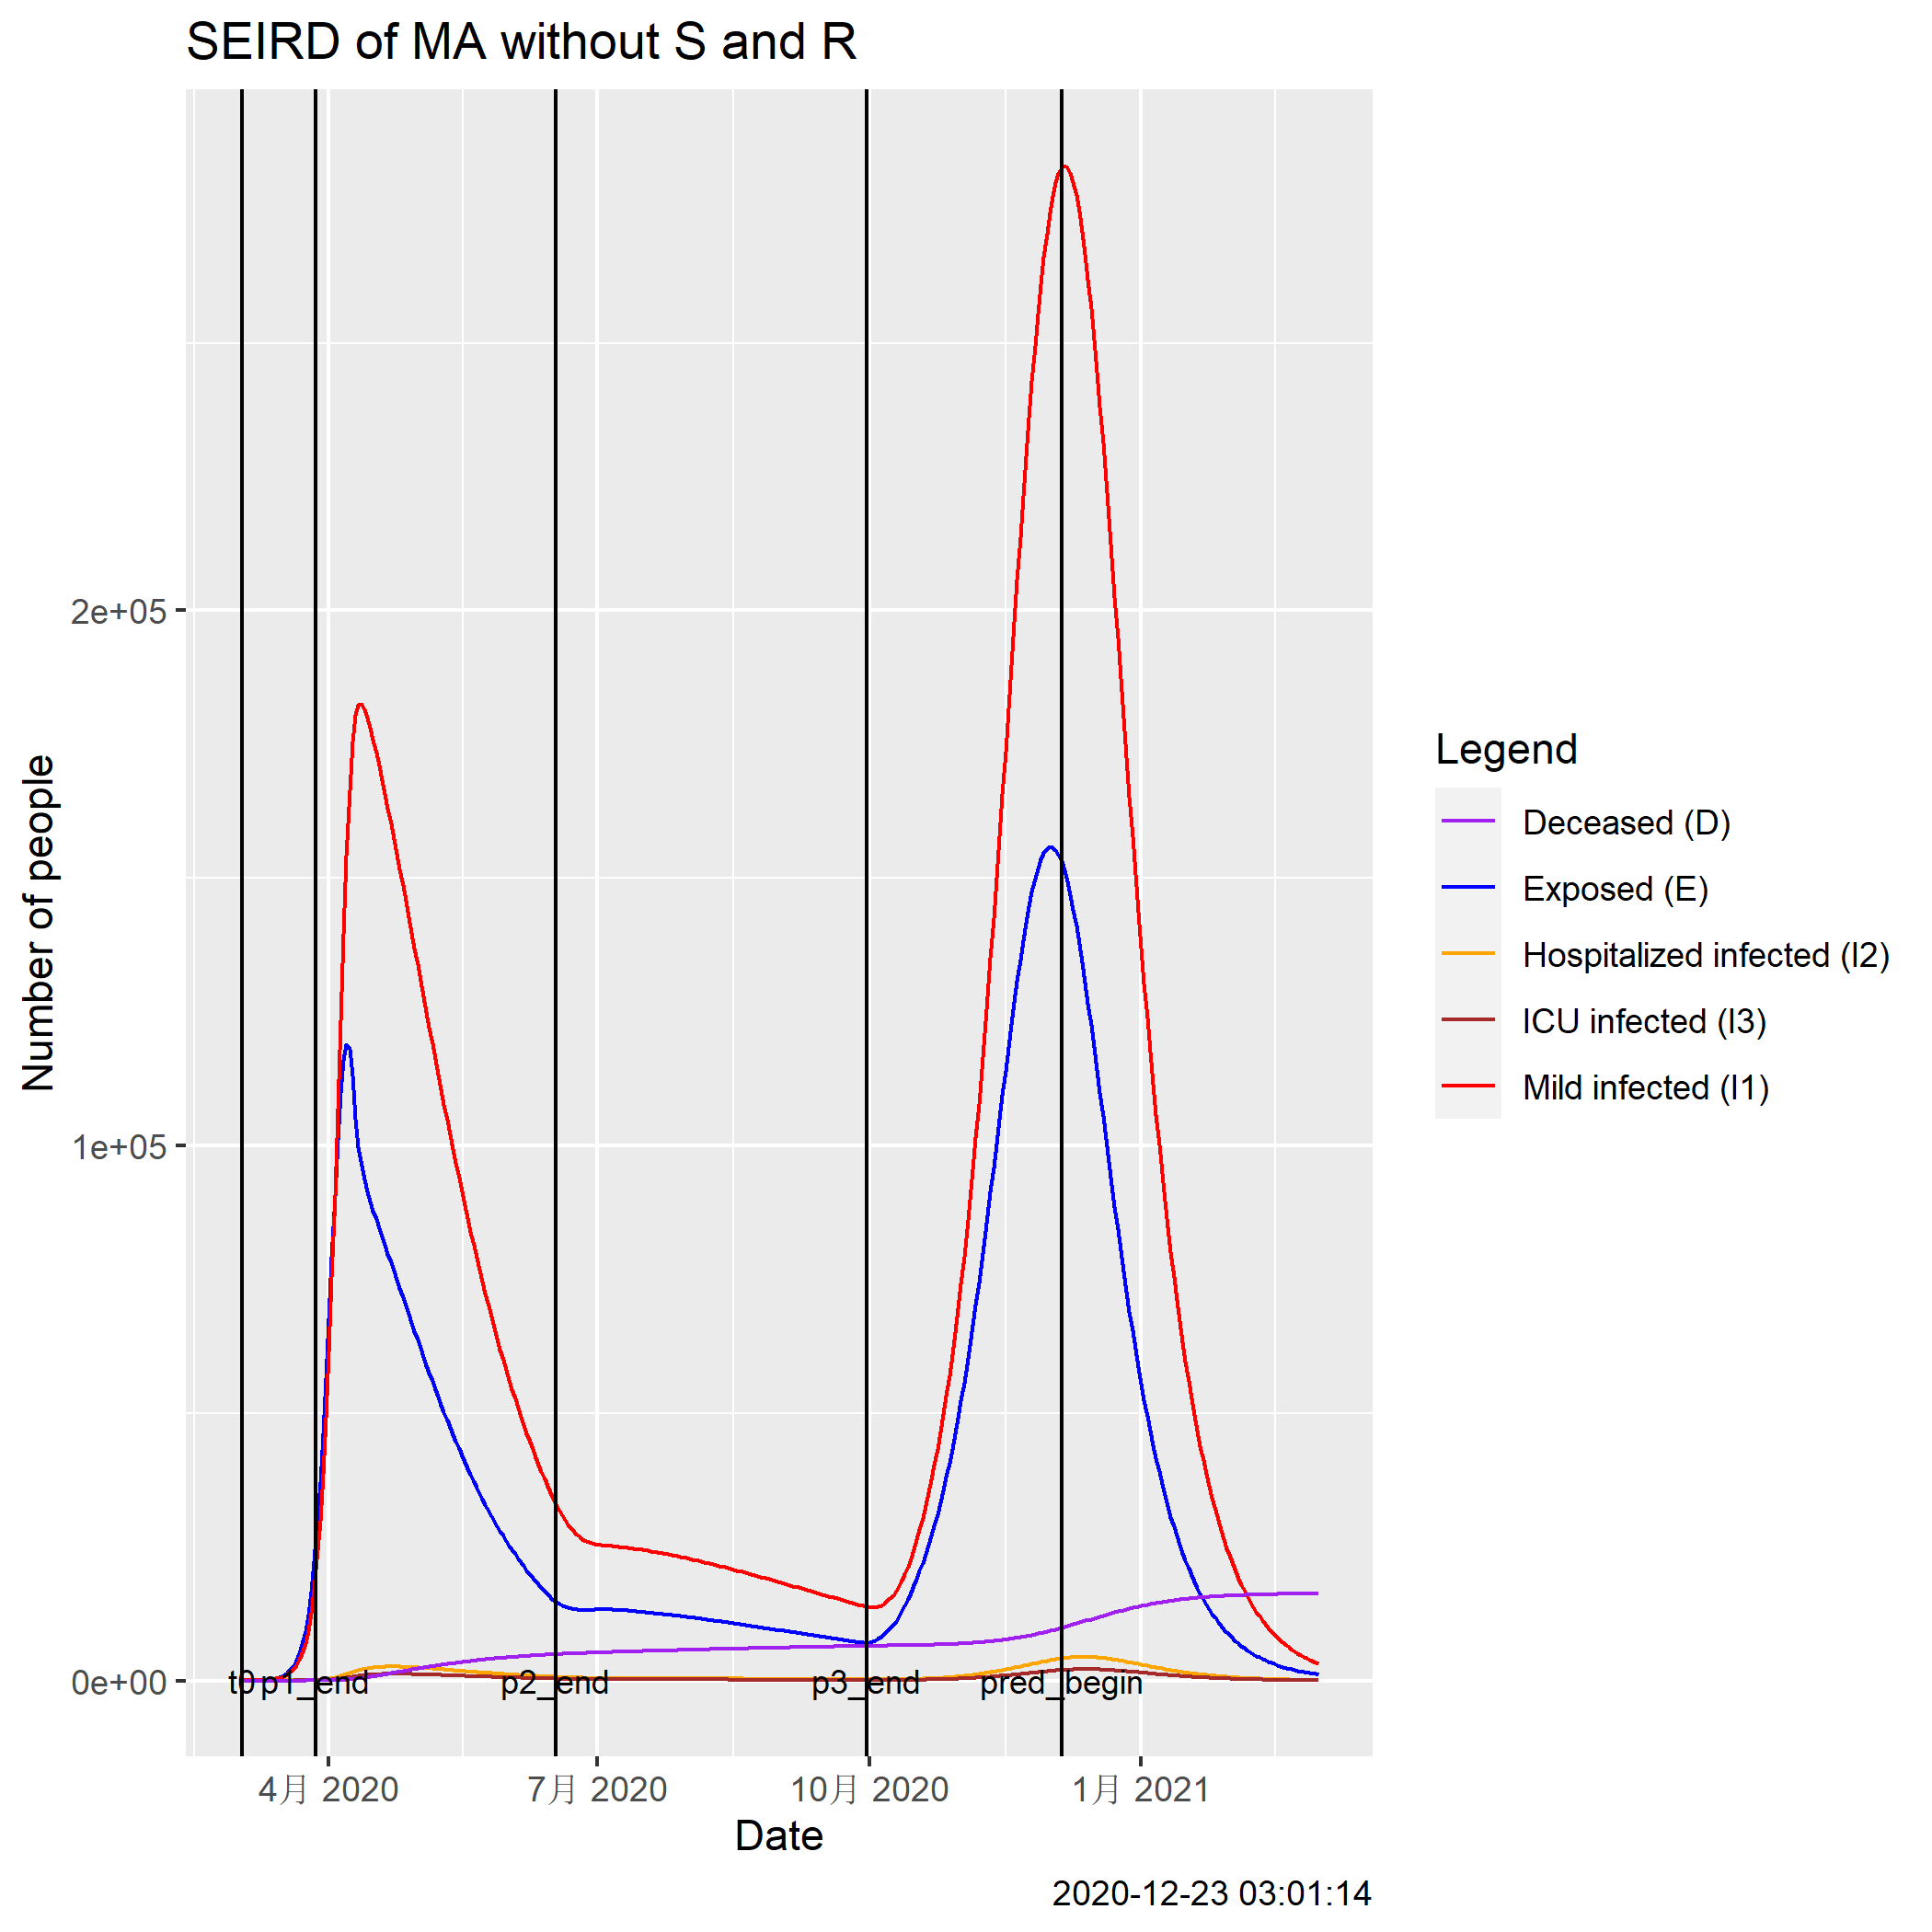 SEIRD of MA without S and R
Number of people
2e+05
1e+05
0e+00
t0
p1_end
p2_end
p3_end
pred_begin
4月 2020
7月 2020
10月 2020
1月 2021
Date
2020-12-23 03:01:14
Legend
Deceased (D)
Exposed (E)
Hospitalized infected (I2)
ICU infected (I3)
Mild infected (I1)